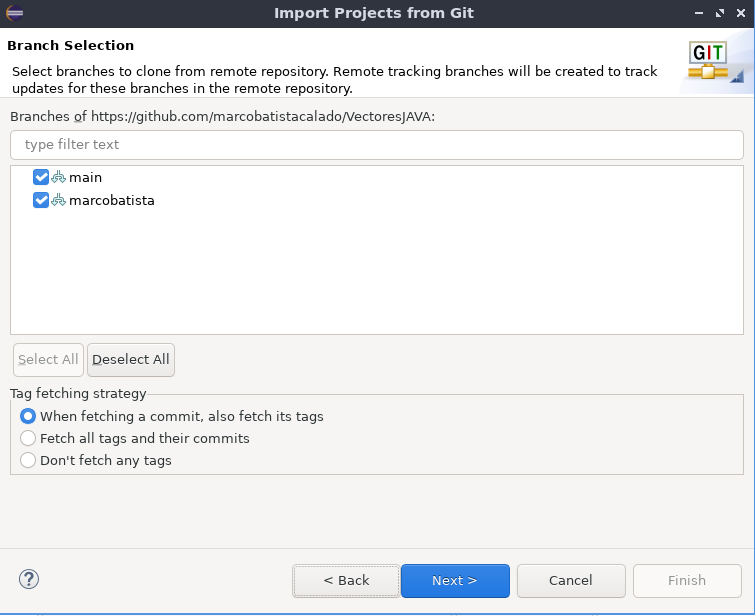 Import Projects from Git
Branch Selection
GIT
Select branches to clone from remote repository. Remote tracking branches will be created to track
updates for these branches in the remote repository.
Branches of https://github.com/marcobatistacalado/VectoresJAVA:
type filter text
main
marcobatista
Select All
Deselect All
Tag fetching strategy
When fetching a commit, also fetch its tags
Fetch all tags and their commits
Don't fetch any tags
?
< Back
Next >
Cancel
Finish